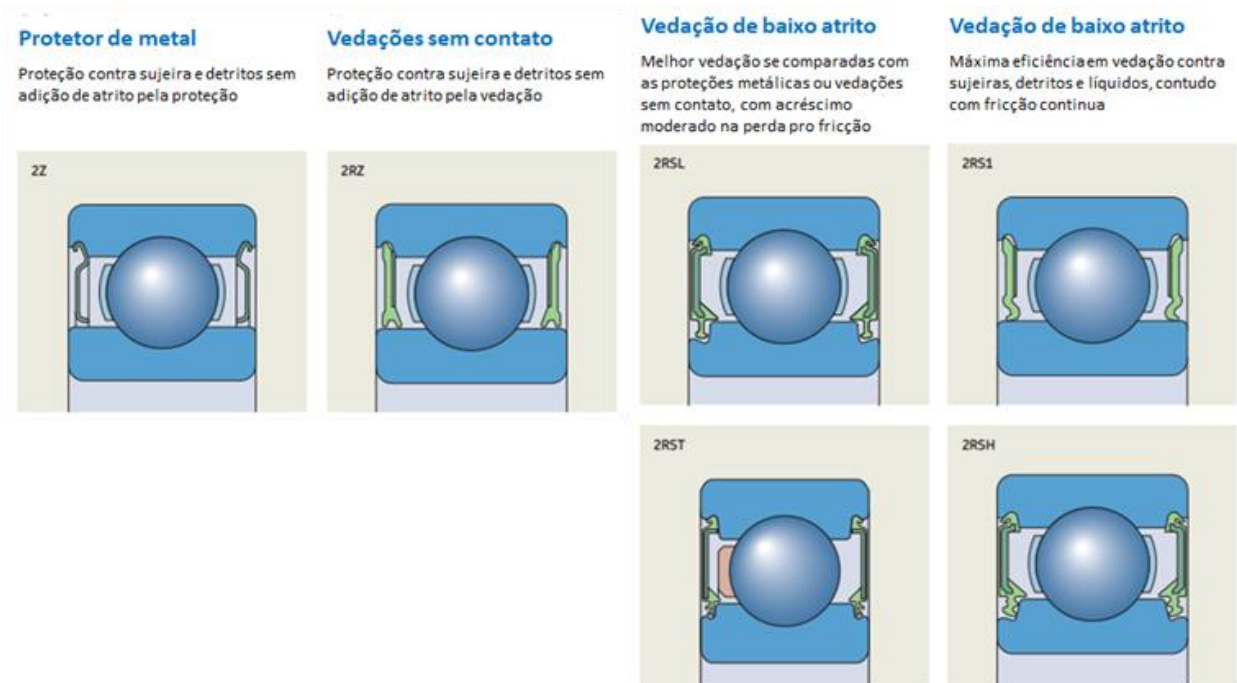 Protetor de metal
Proteção contra sujeira e detritos sem
adição de atrito pela proteção
2Z
Vedações sem contato
Proteção contra sujeira e detritos sem
adição de atrito pela vedação
2RZ
Vedação de baixo atrito
Melhor vedação se comparadas com
as proteções metálicas ou vedações
sem contato, com acréscimo
moderado na perda pro fricção
2RSL
2RST
Vedação de baixo atrito
Máxima eficiência em vedação contra
sujeiras, detritos e líquidos, contudo
com fricção continua
2RS1
2RSH